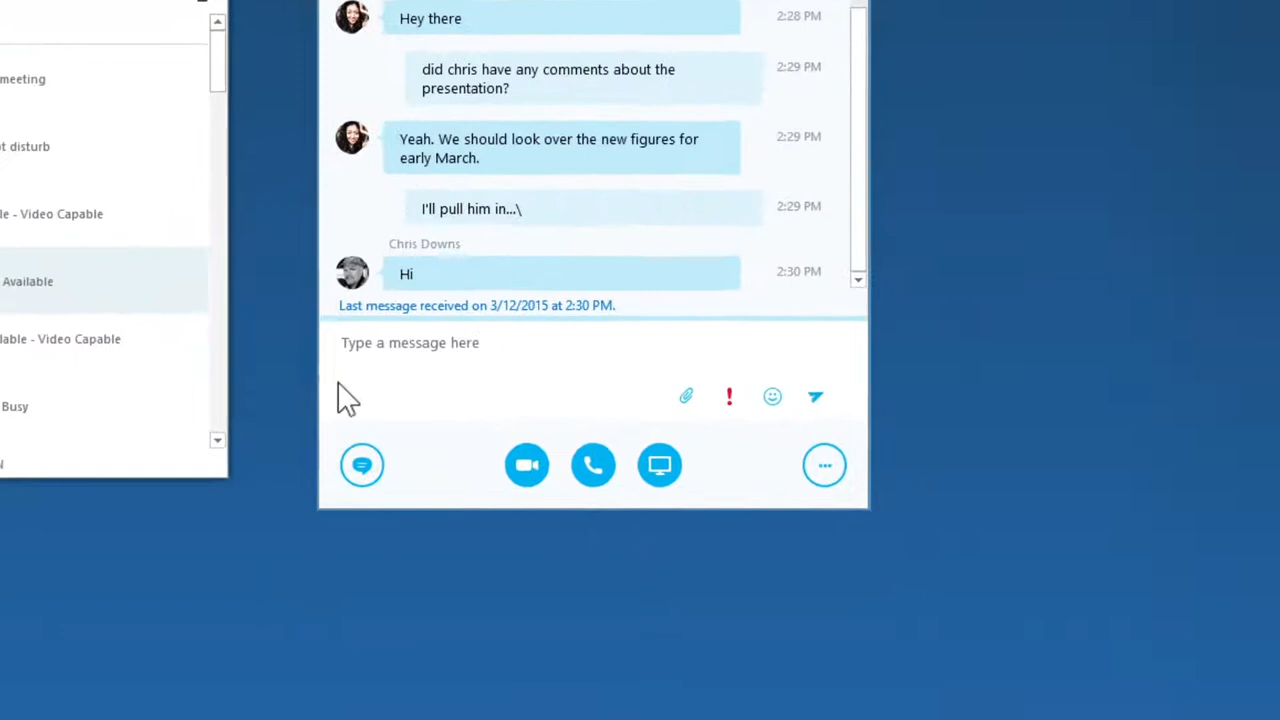 meeting
ot disturb
le - Video Capable
Available
lable - Video Capable
Busy
Hey there
2:28 PM
did chris have any comments about the
presentation?
2:29 PM
Yeah. We should look over the new figures for
early March.
2:29 PM
I'll pull him in...\
2:29 PM
Chris Downs
Hi
2:30 PM
Last message received on 3/12/2015 at 2:30 PM.
Type a message here